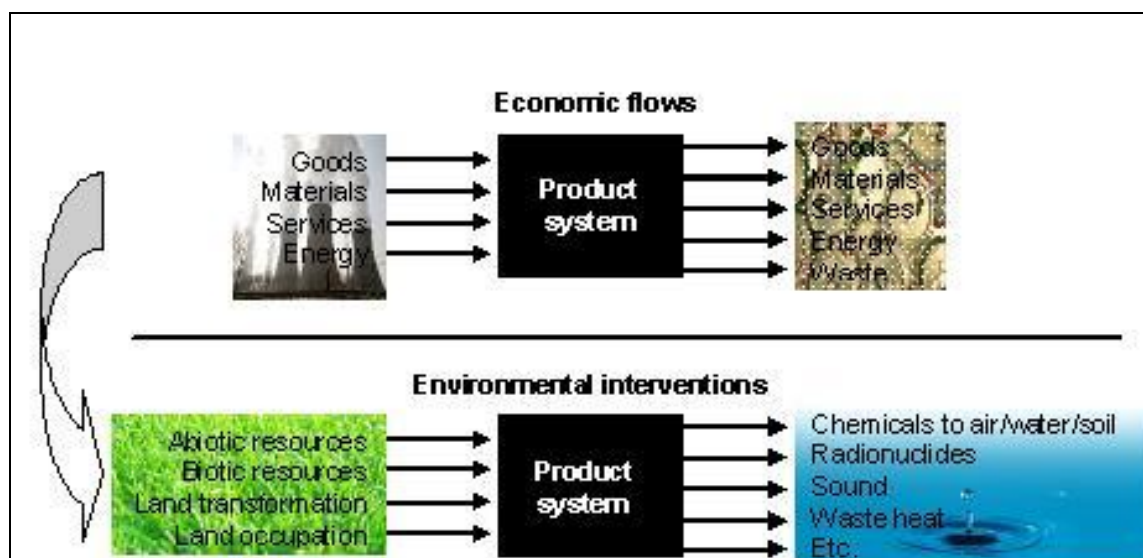 Economic flows
Goods
Materials
Services
Energy
Product
system
Goods
Materials
Services
Energy
Waste
Environmental interventions
Abiotic resources
Biotic resources
Land transformation
Land occupation
Product
system
Chemicals to air/water/soil
Radionuclides
Sound
Waste heat
Etc.